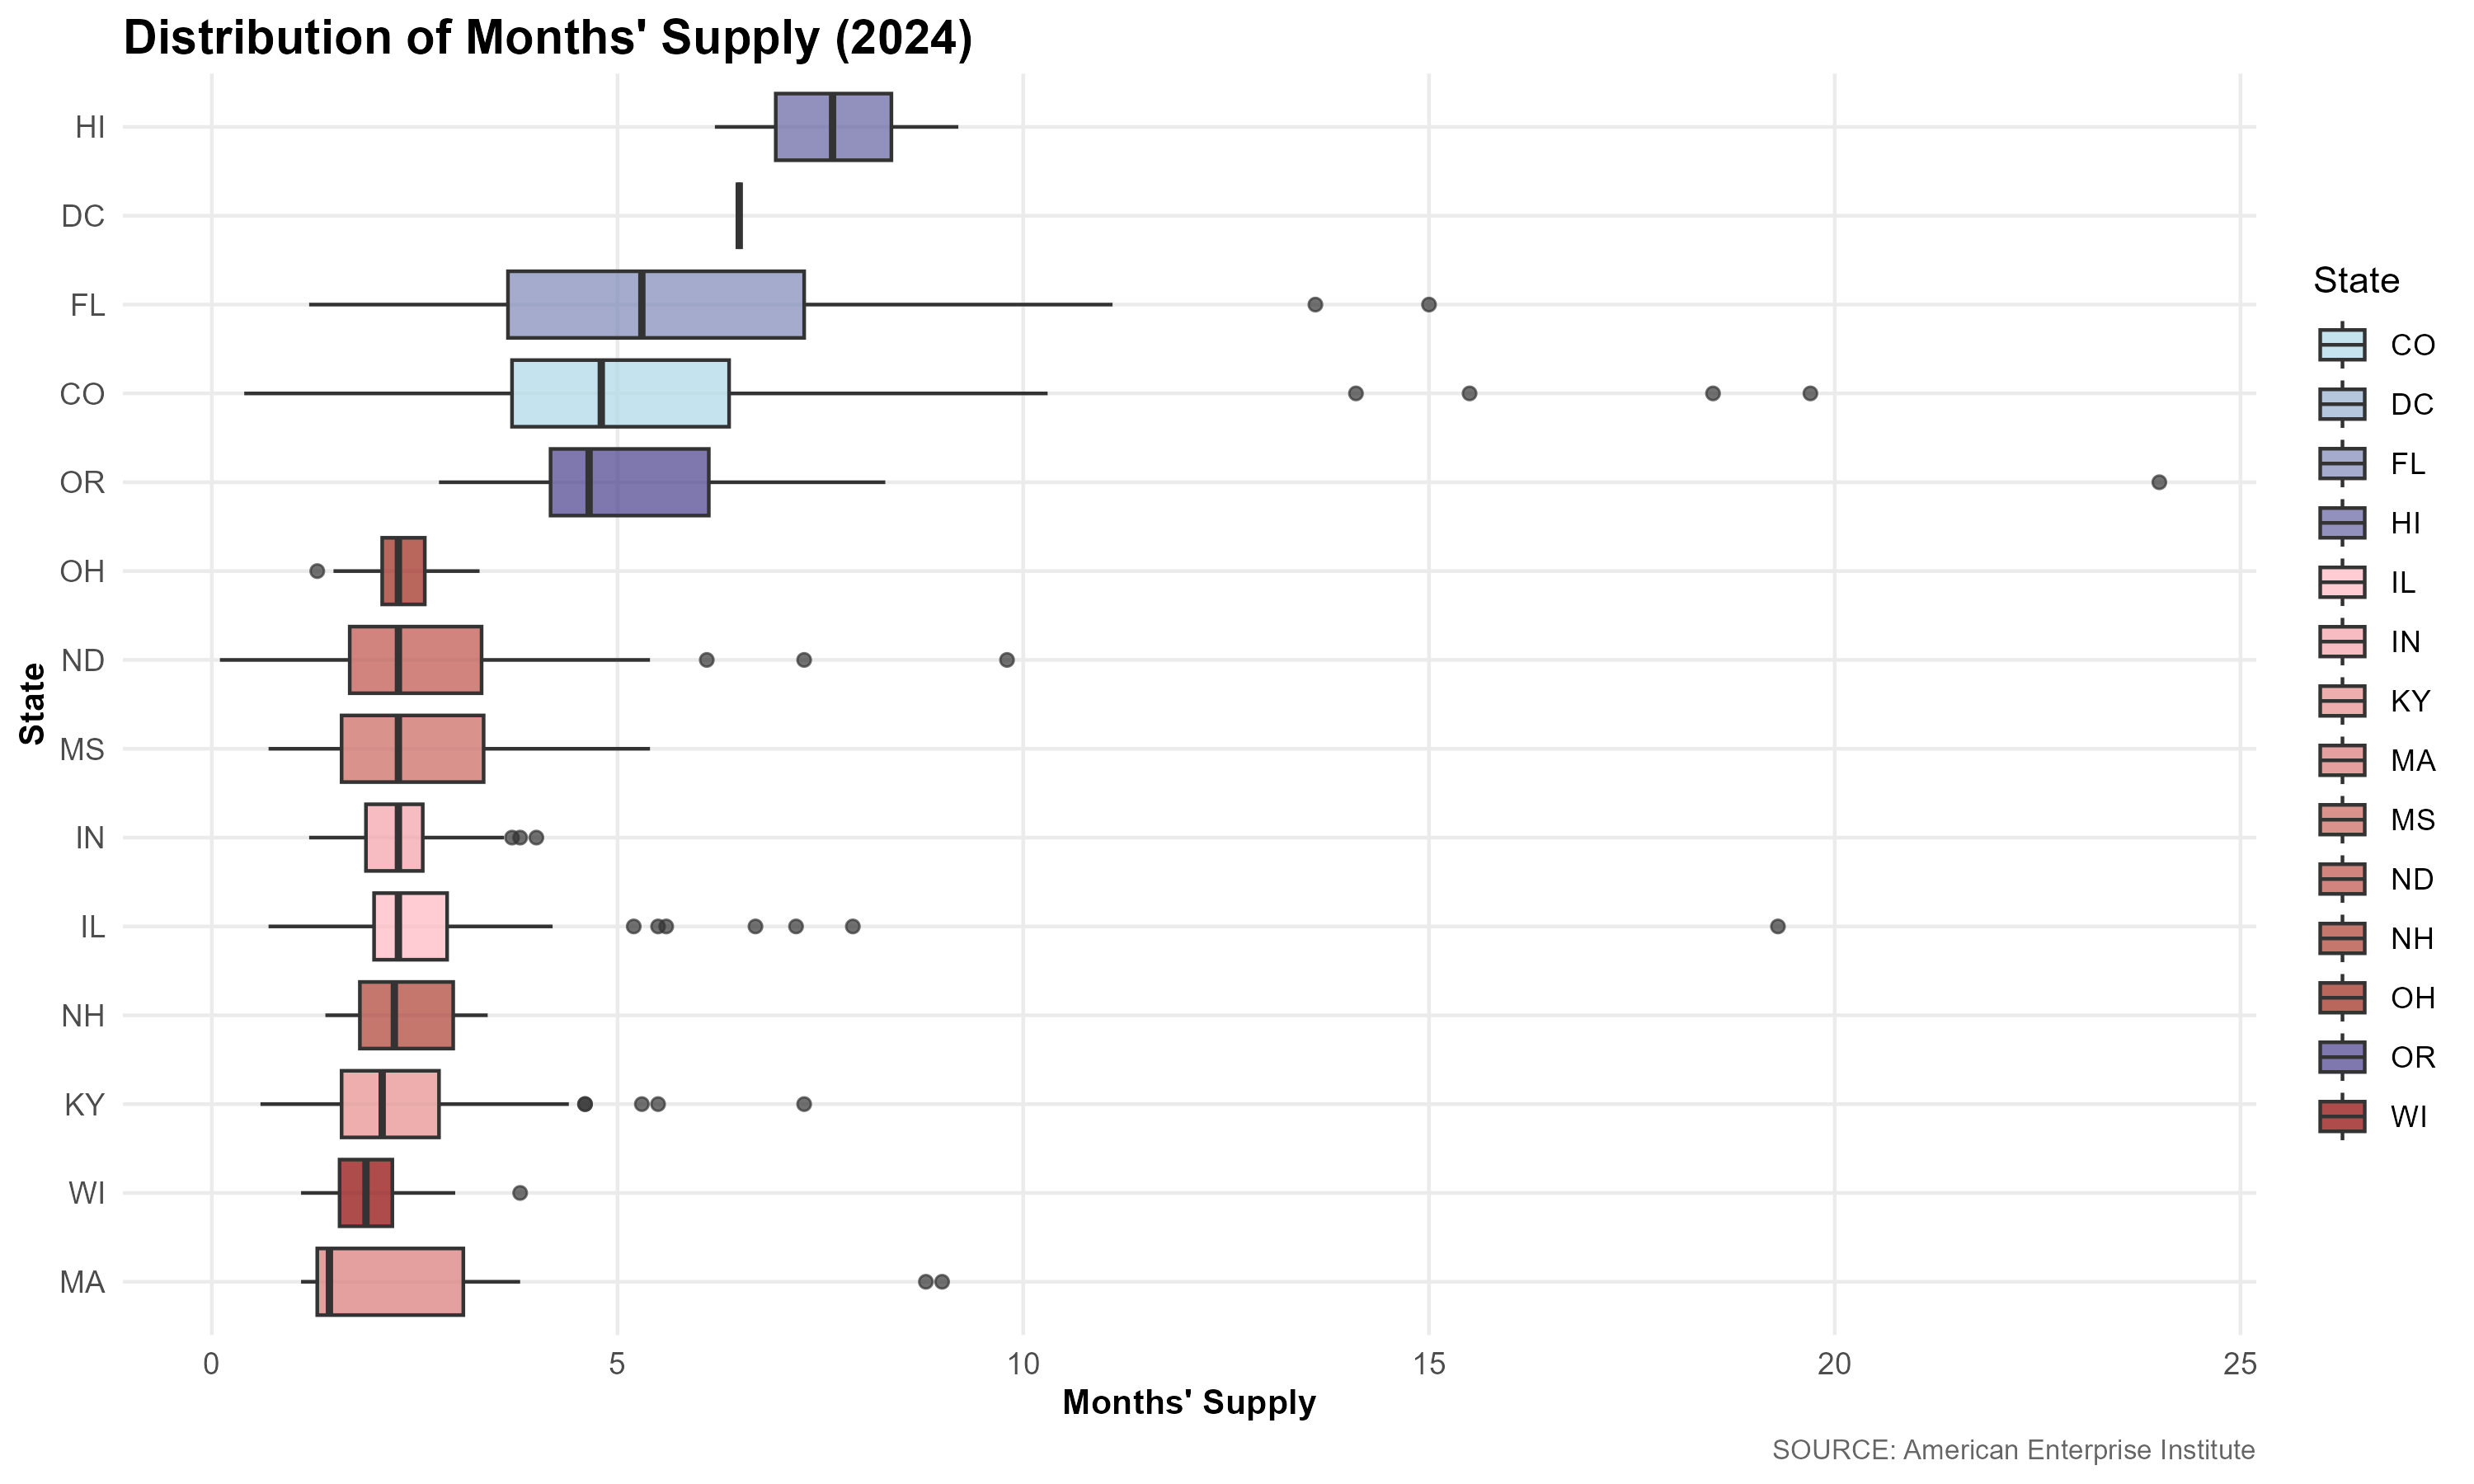 Distribution of Months' Supply (2024)
HI
DC
FL
CO
OR
OH
ND
MS
IN
IL
NH
KY
WI
MA
State
0 5 10 15 20 25
Months' Supply
State
CO
DC
FL
HI
IL
IN
KY
MA
MS
ND
NH
OH
OR
WI
SOURCE: American Enterprise Institute